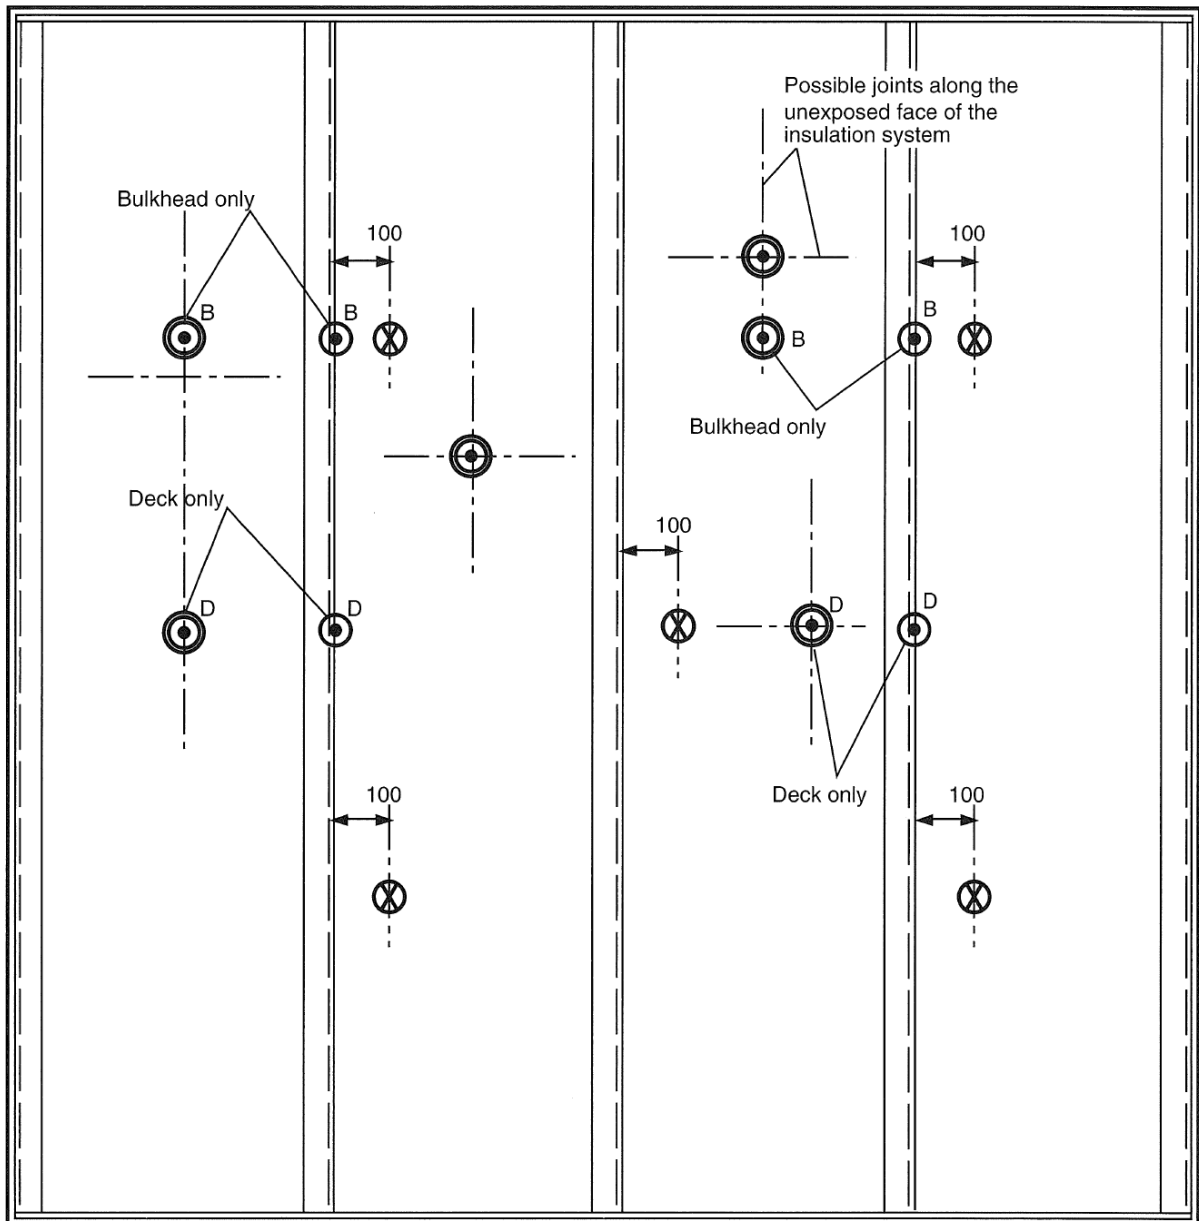 Possible joints along the
unexposed face of the
insulation system
Bulkhead only
100
100
B
B
B
B
Bulkhead only
Deck only
100
D
D
D
D
100
Deck only
100